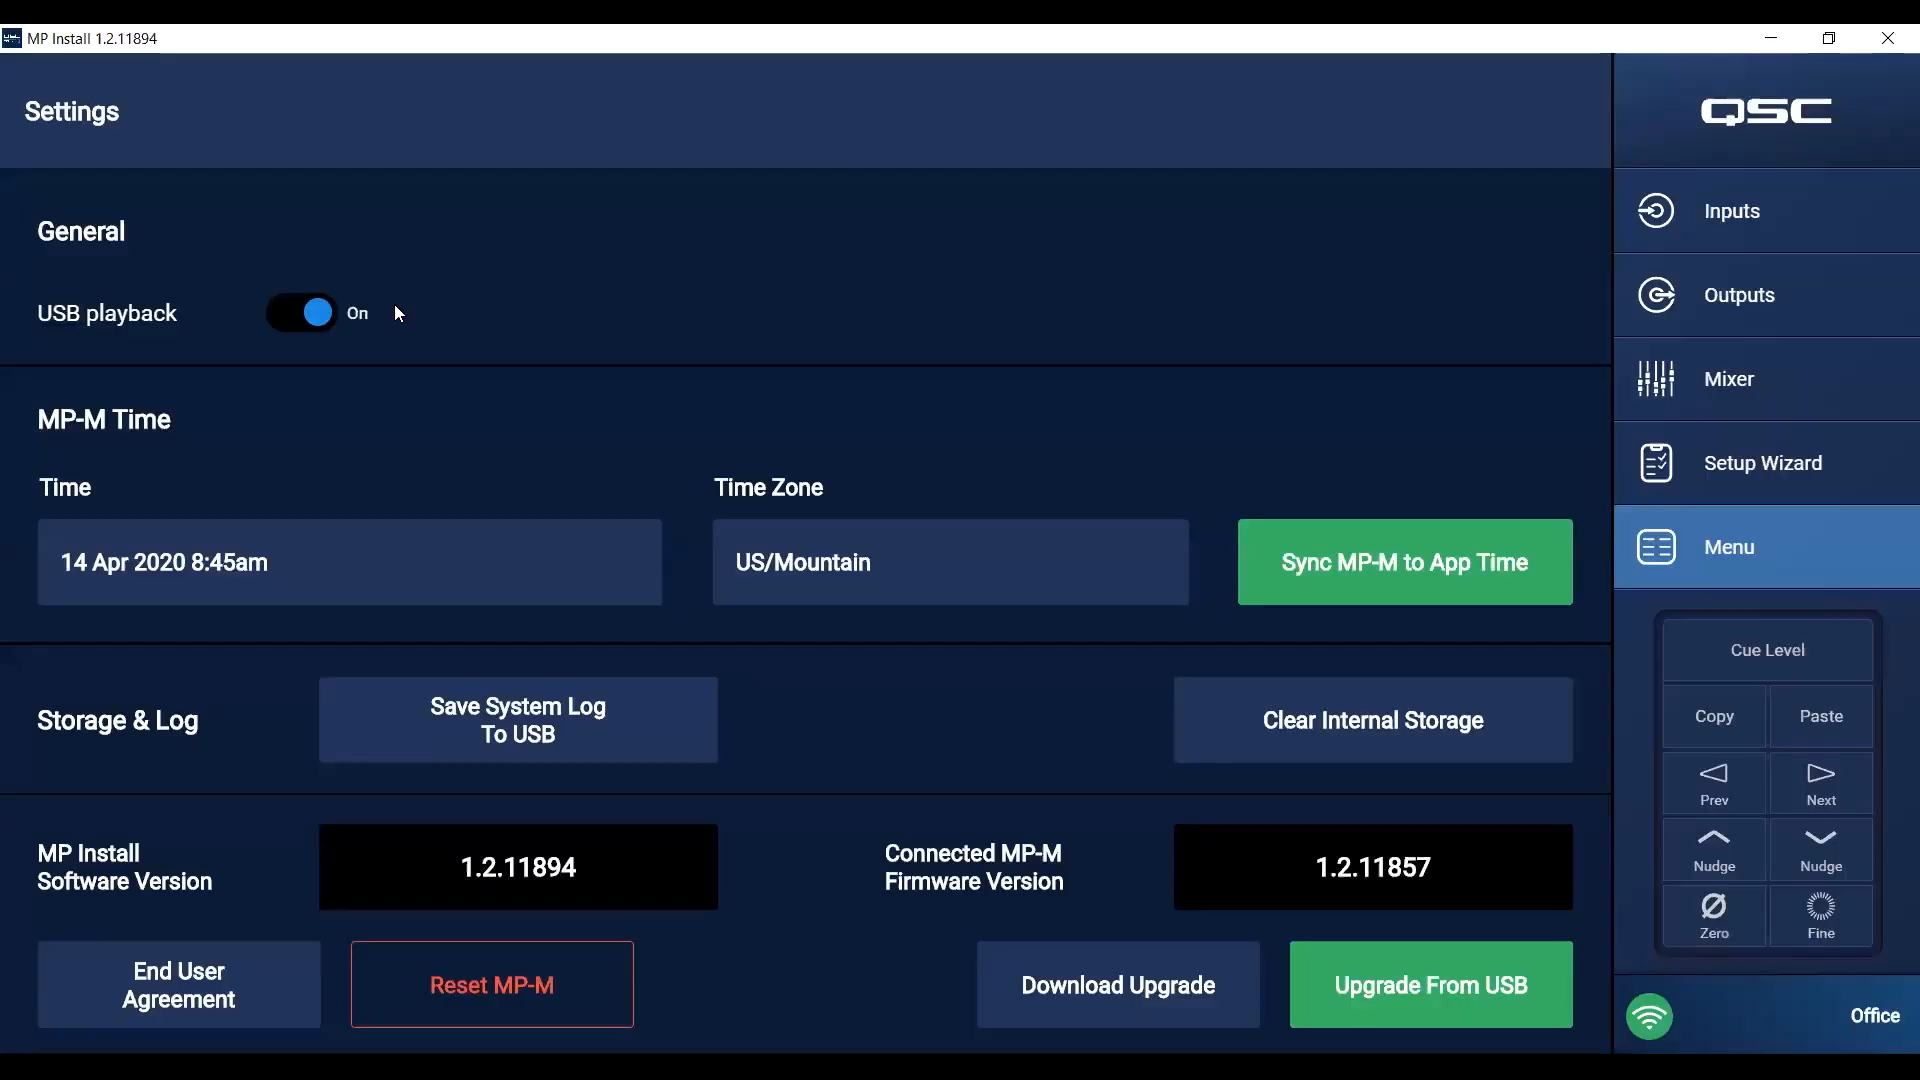 MP Install 1.2.11894
Settings
QSC
General
USB playback
On
MP-M Time
Time
Time Zone
14 Apr 2020 8:45am
US/Mountain
Sync MP-M to App Time
Storage & Log
Save System Log
To USB
Clear Internal Storage
MP Install
Software Version
1.2.11894
Connected MP-M
Firmware Version
1.2.11857
End User
Agreement
Reset MP-M
Download Upgrade
Upgrade From USB
Inputs
Outputs
Mixer
Setup Wizard
Menu
Cue Level
Copy
Paste
Prev
Next
Nudge
Nudge
Zero
Fine
Office